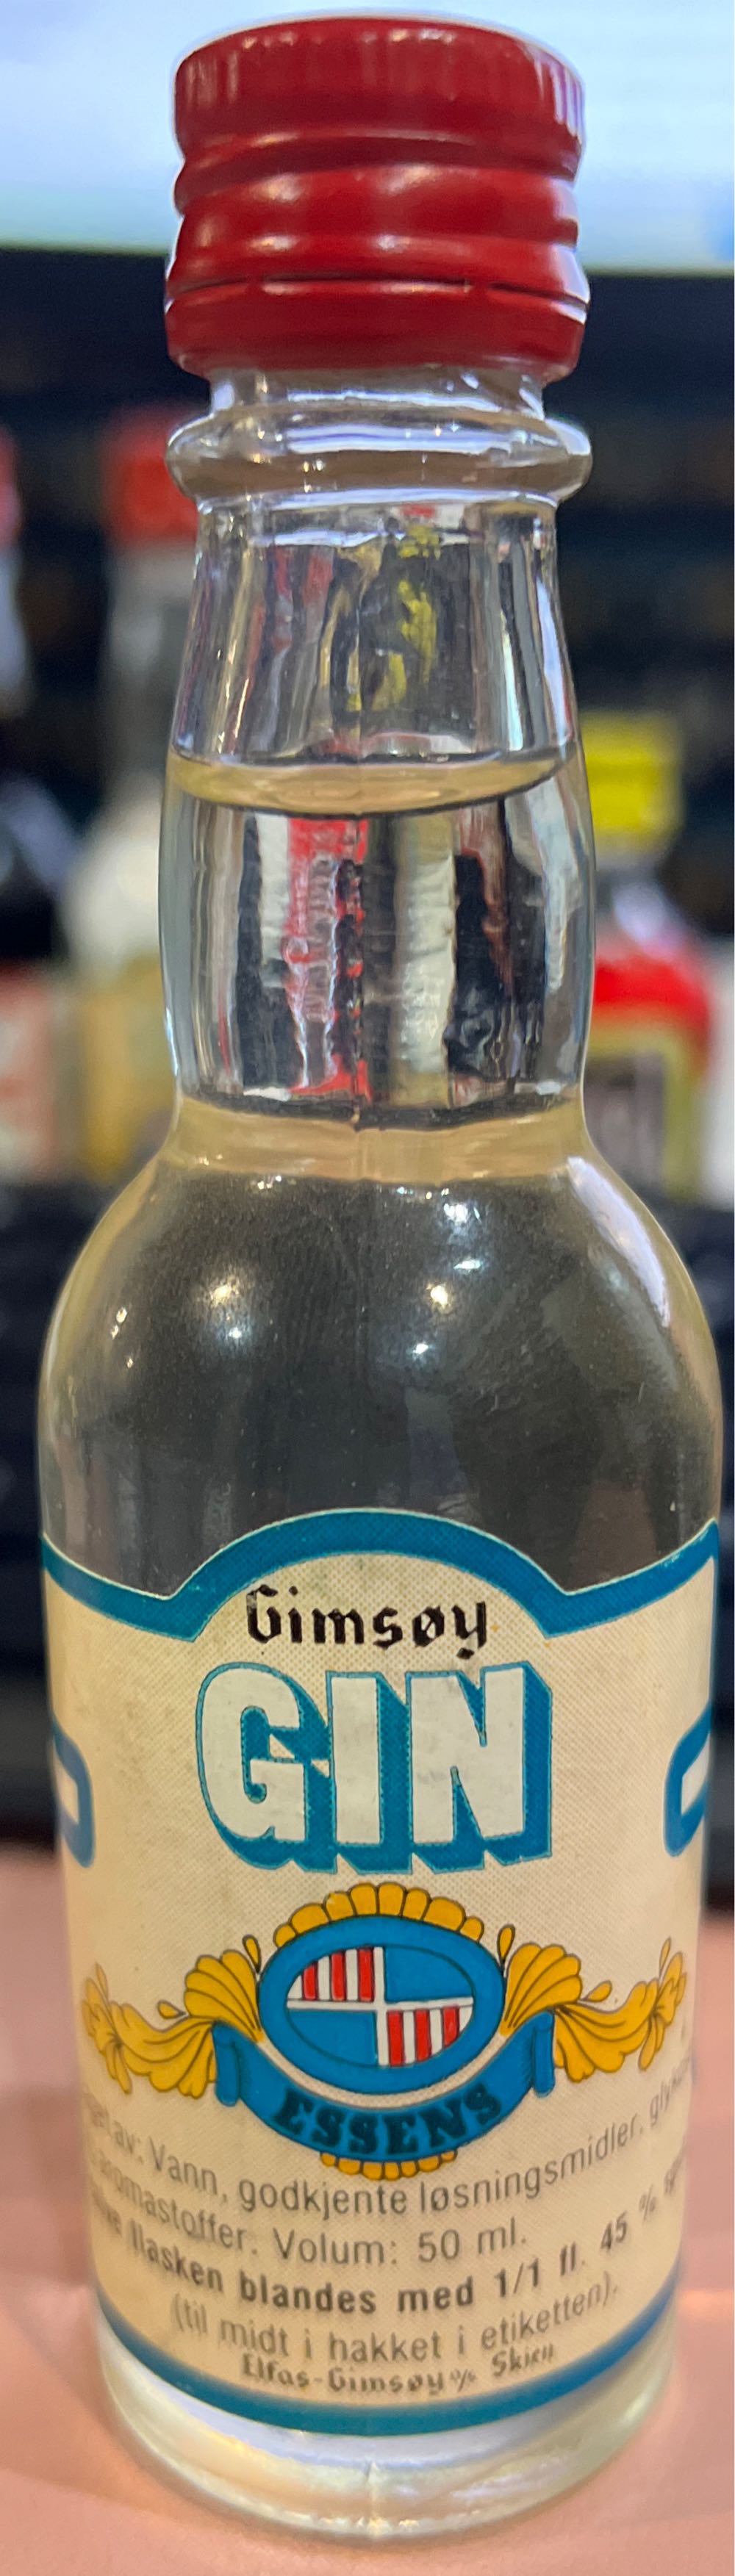 Gimsøy
GIN
ESSENS
av: Vann, godkjente løsningsmidler,
aromastoffer. Volum: 50 ml.
flasken blandes med 1/1 fl. 45 %
(til midt i hakket i etiketten).
Elfas-Gimsøy % Skien